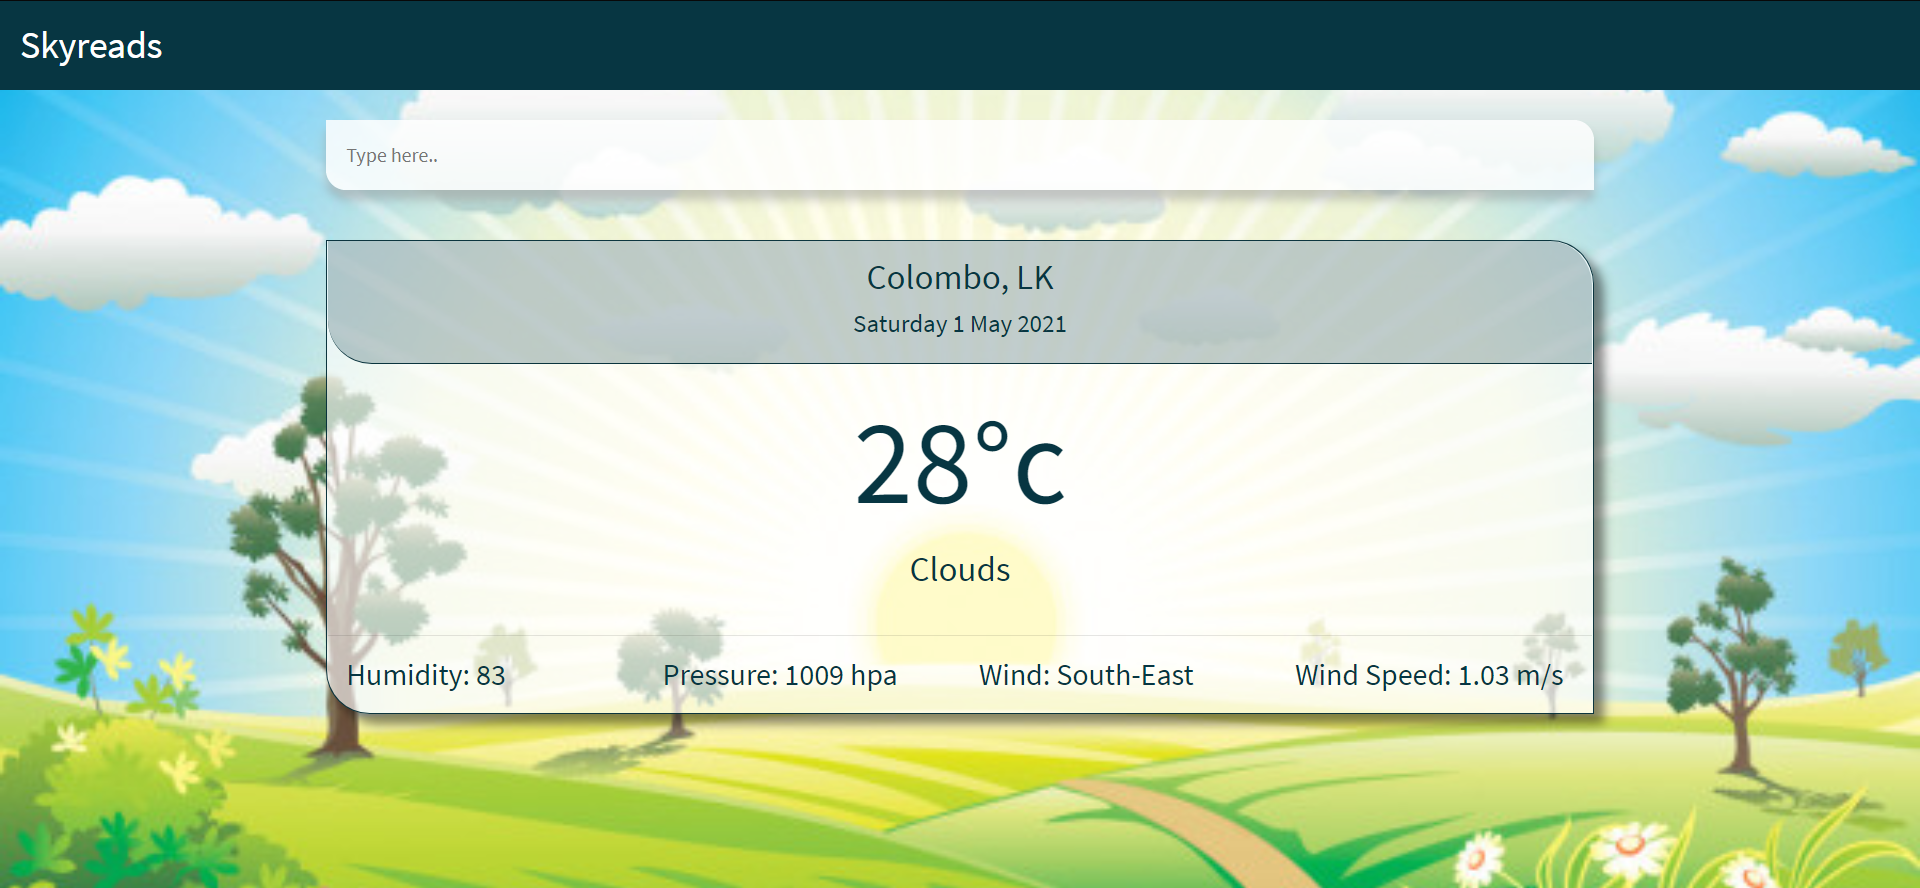 Skyreads
Type here..
Colombo, LK
Saturday 1 May 2021
28°c
Clouds
Humidity: 83 Pressure: 1009 hpa Wind: South-East Wind Speed: 1.03 m/s